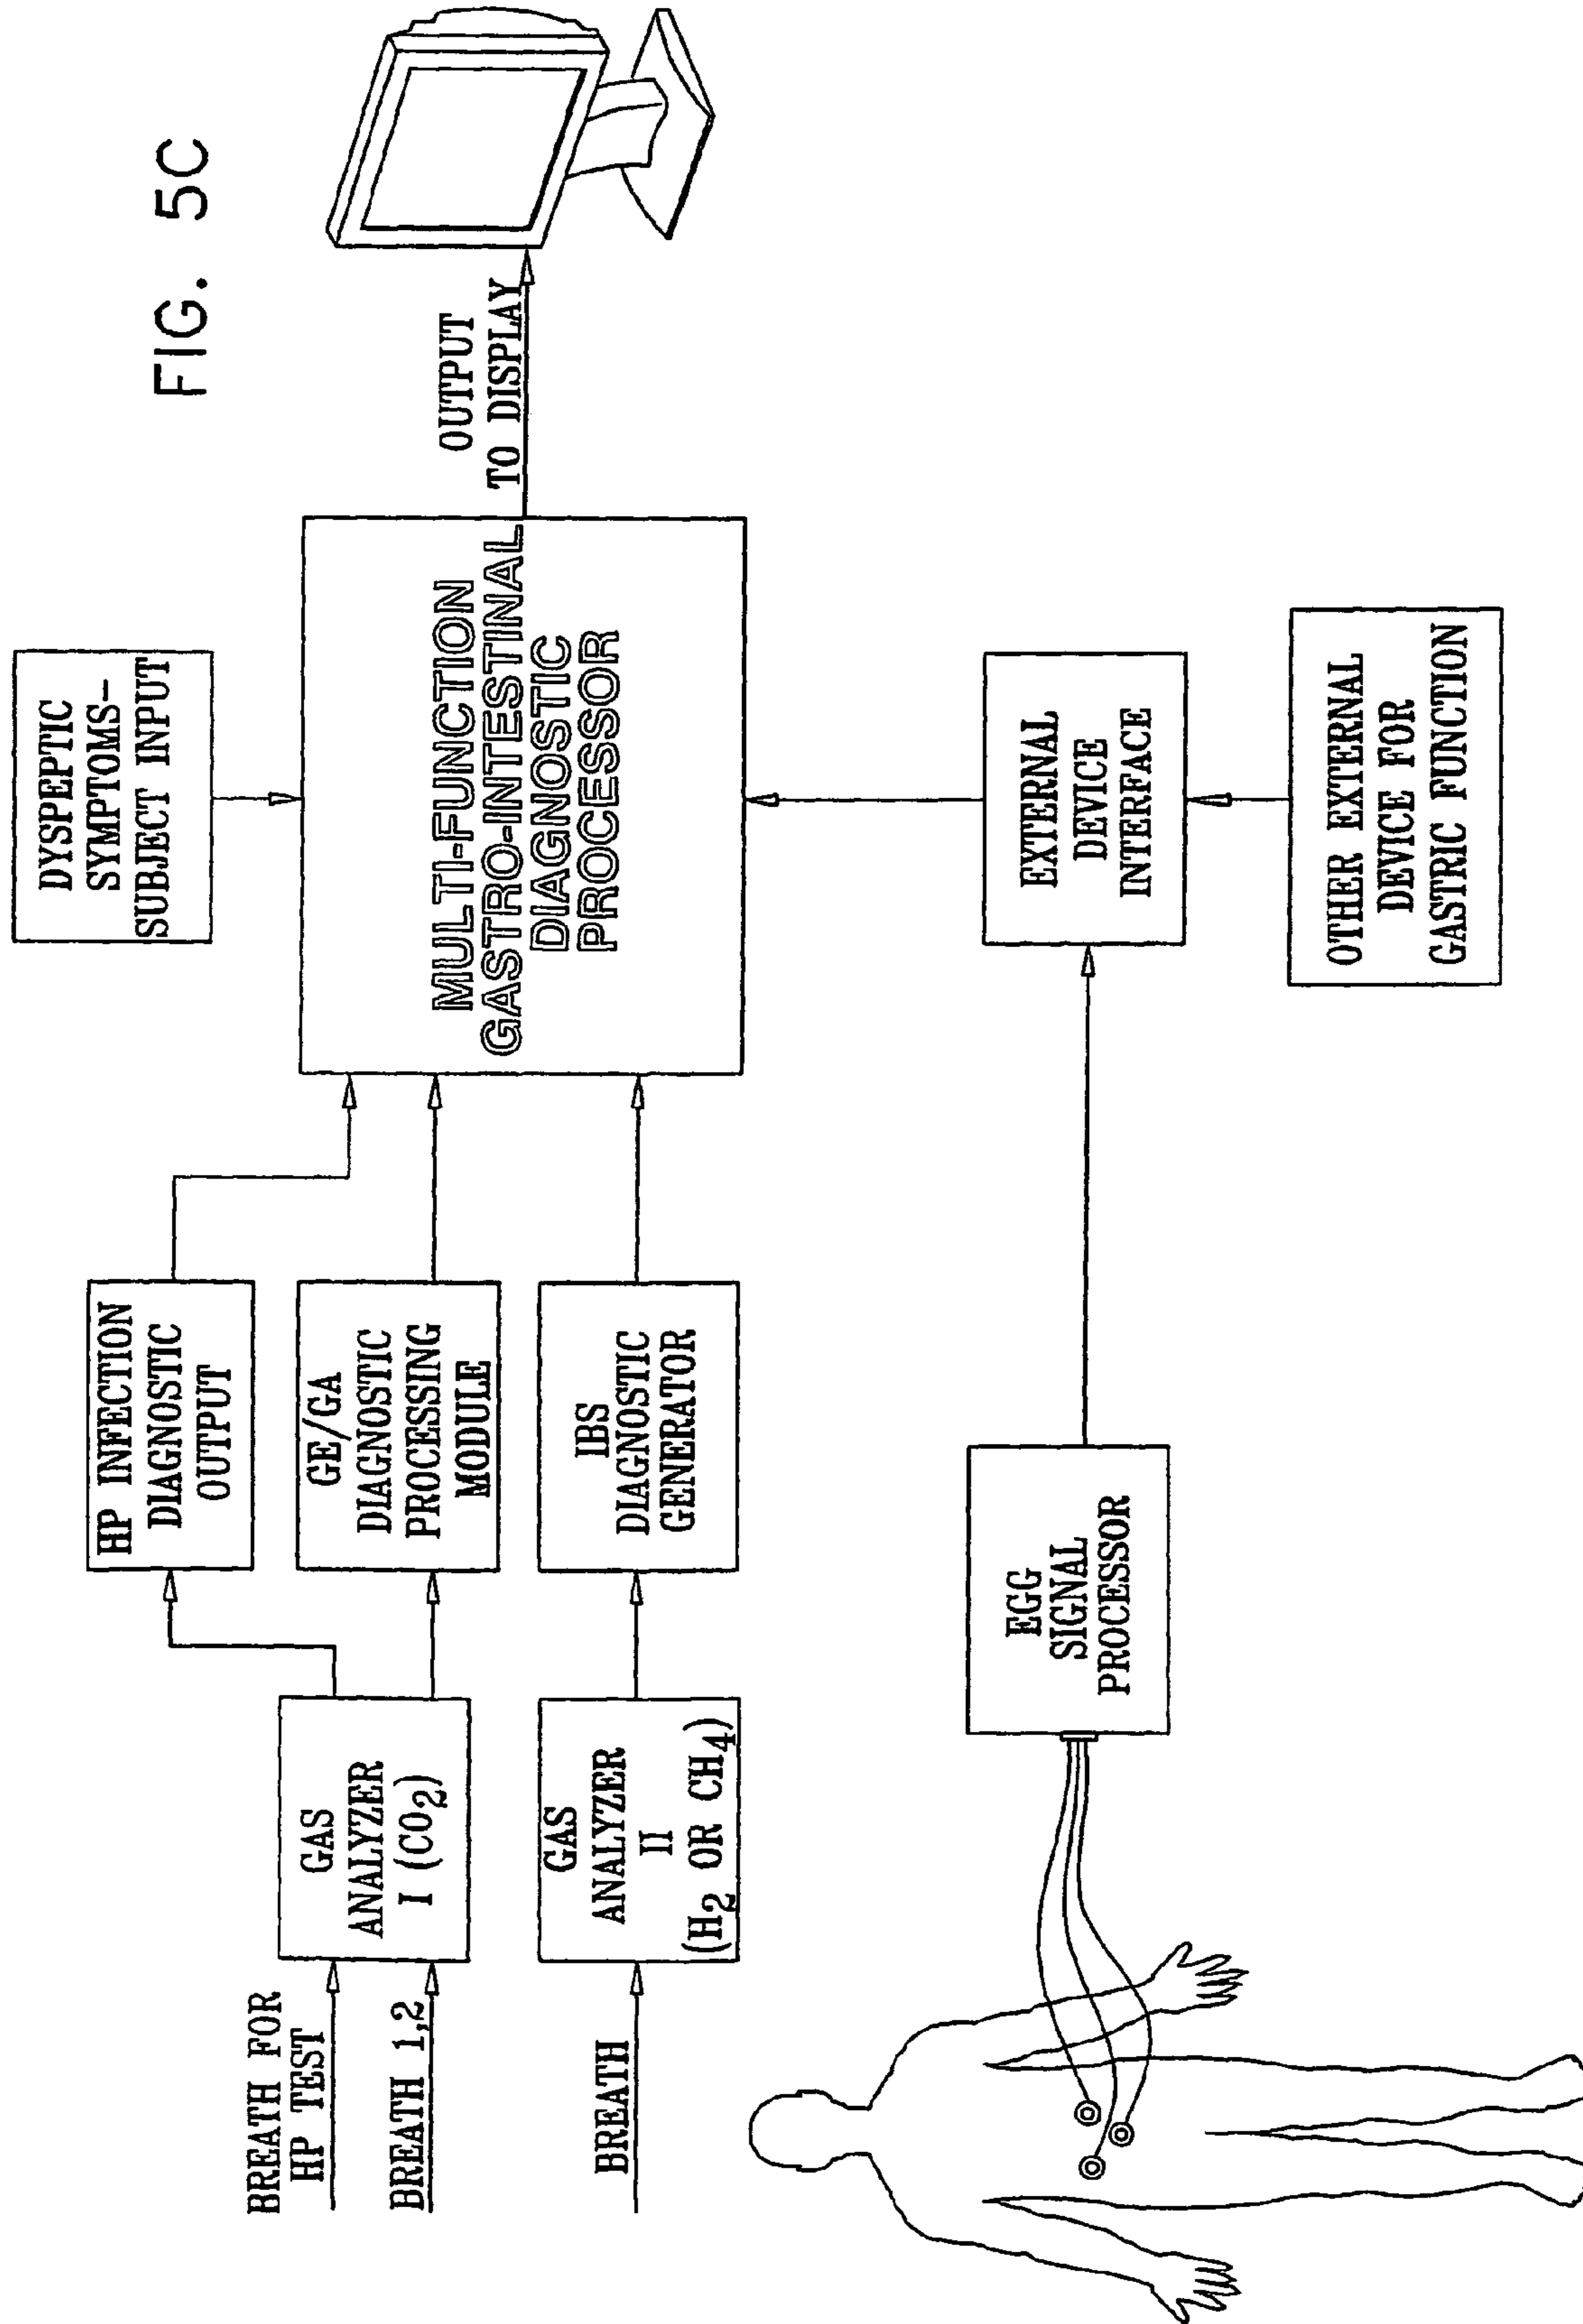 FIG. 5C
BREATH FOR
HP TEST
BREATH 1,2
BREATH
GAS
ANALYZER
I (CO2)
GAS
ANALYZER
II
(H2 OR CH4)
HP INFECTION
DIAGNOSTIC
OUTPUT
GE/GA
DIAGNOSTIC
PROCESSING
MODULE
IBS
DIAGNOSTIC
GENERATOR
DYSPEPTIC
SYMPTOMS-
SUBJECT INPUT
MULTI-FUNCTION
GASTRO-INTESTINAL
DIAGNOSTIC
PROCESSOR
OUTPUT
TO DISPLAY
EGG
SIGNAL
PROCESSOR
EXTERNAL
DEVICE
INTERFACE
OTHER EXTERNAL
DEVICE FOR
GASTRIC FUNCTION